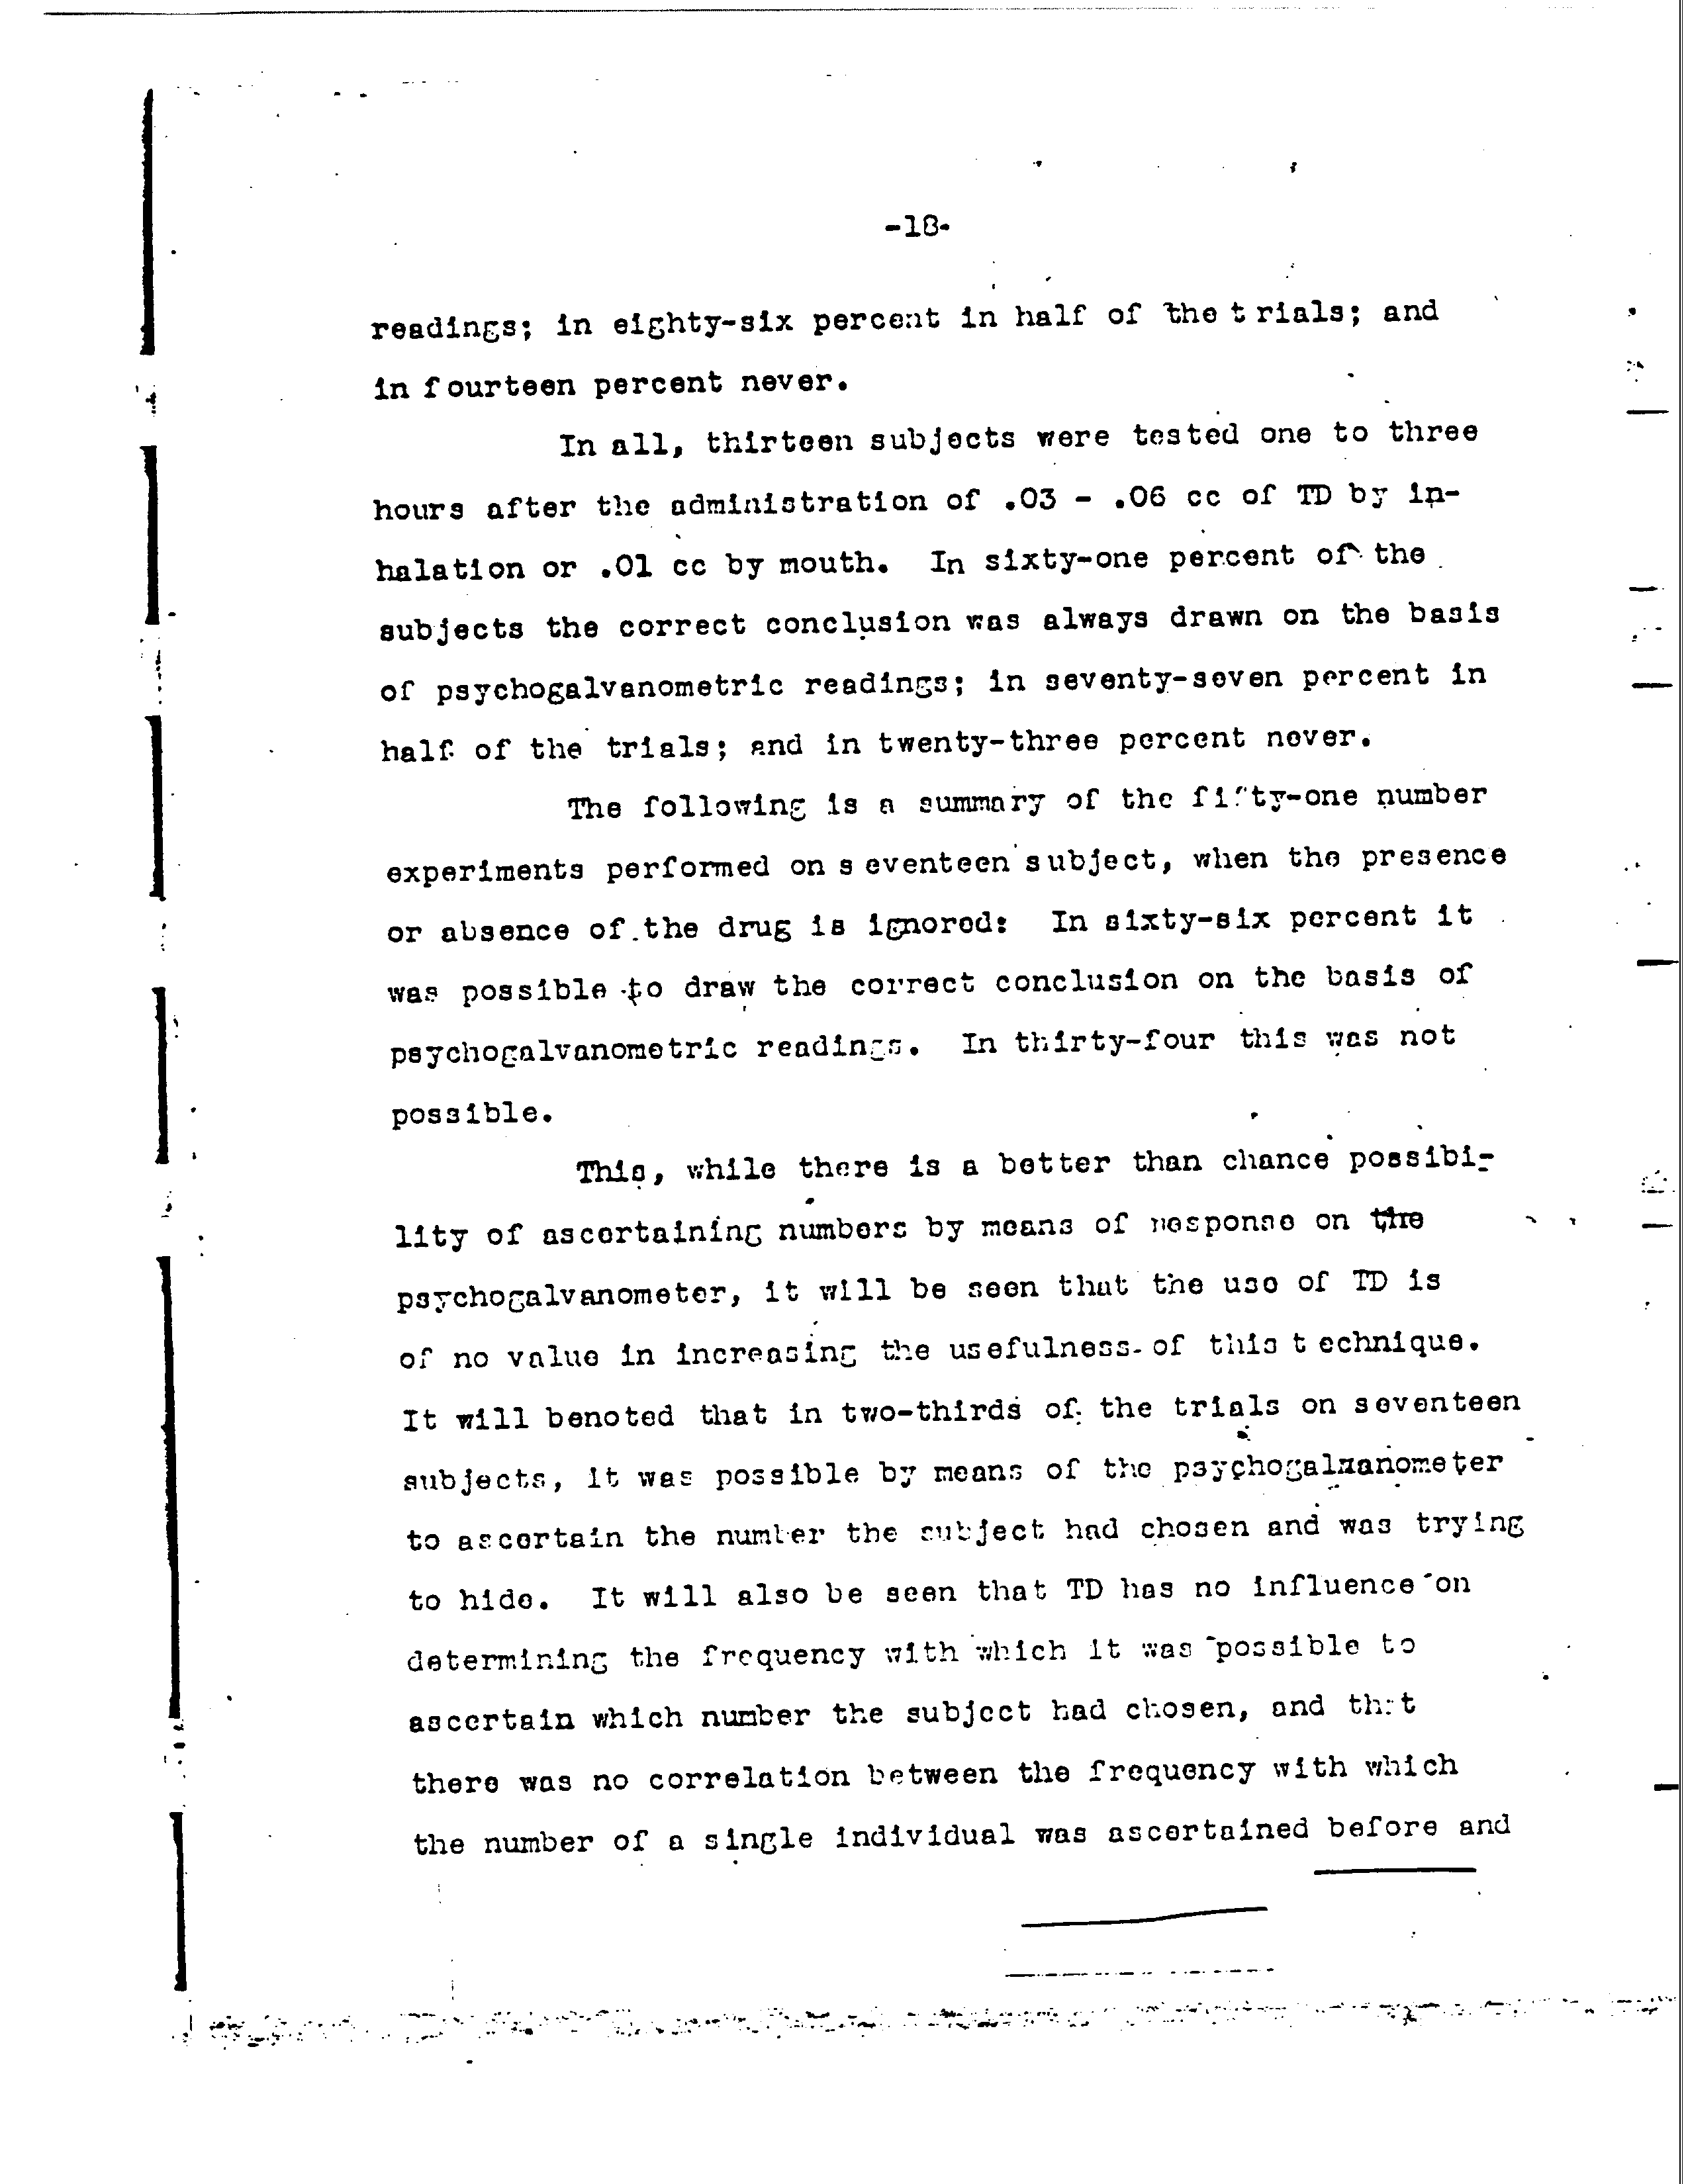 -18-
readings; in eighty-six percent in half of the t rials; and
in f ourteen percent never.
In all, thirteen subjects were tested one to three
hours after the administration of .03 - .06 cc of TD by in-
halation or .01 cc by mouth. In sixty-one percent of the
subjects the correct conclusion was always drawn on the basis
of psychogalvanometric readings; in seventy-seven percent in
half of the trials; and in twenty-three percent never.
The following is a summary of the fifty-one number
experiments performed on s eventeen subject, when the presence
or absence of the drug is ignored: In sixty-six percent it
was possible to draw the correct conclusion on the basis of
psychogalvanometric readings. In thirty-four this was not
possible.
This, while there is a better than chance possibi-
lity of ascertaining numbers by means of response on the
psychogalvanometer, it will be seen that the use of TD is
of no value in increasing the usefulness of this t echnique.
It will benoted that in two-thirds of the trials on seventeen
subjects, it was possible by means of the psychogalnanometer
to ascertain the number the subject had chosen and was trying
to hide. It will also be seen that TD has no influence on
determining the frequency with which it was possible to
ascertain which number the subject had chosen, and that
there was no correlation between the frequency with which
the number of a single individual was ascertained before and